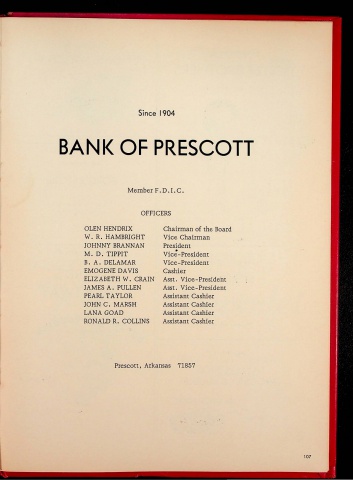 Since 1904
BANK OF PRESCOTT
Member F.D.I.C.
OFFICERS
OLEN HENDRIX Chairman of the Board
W. R. HAMBRIGHT Vice Chairman
JOHNNY BRANNAN President
M. D. TIPPIT Vice-President
B. A. DELAMAR Vice-President
EMOGENE DAVIS Cashier
ELIZABETH W. CRAIN Asst. Vice-President
JAMES A. PULLEN Asst. Vice-President
PEARL TAYLOR Assistant Cashier
JOHN C. MARSH Assistant Cashier
LANA GOAD Assistant Cashier
RONALD R. COLLINS Assistant Cashier
Prescott, Arkansas 71857
107